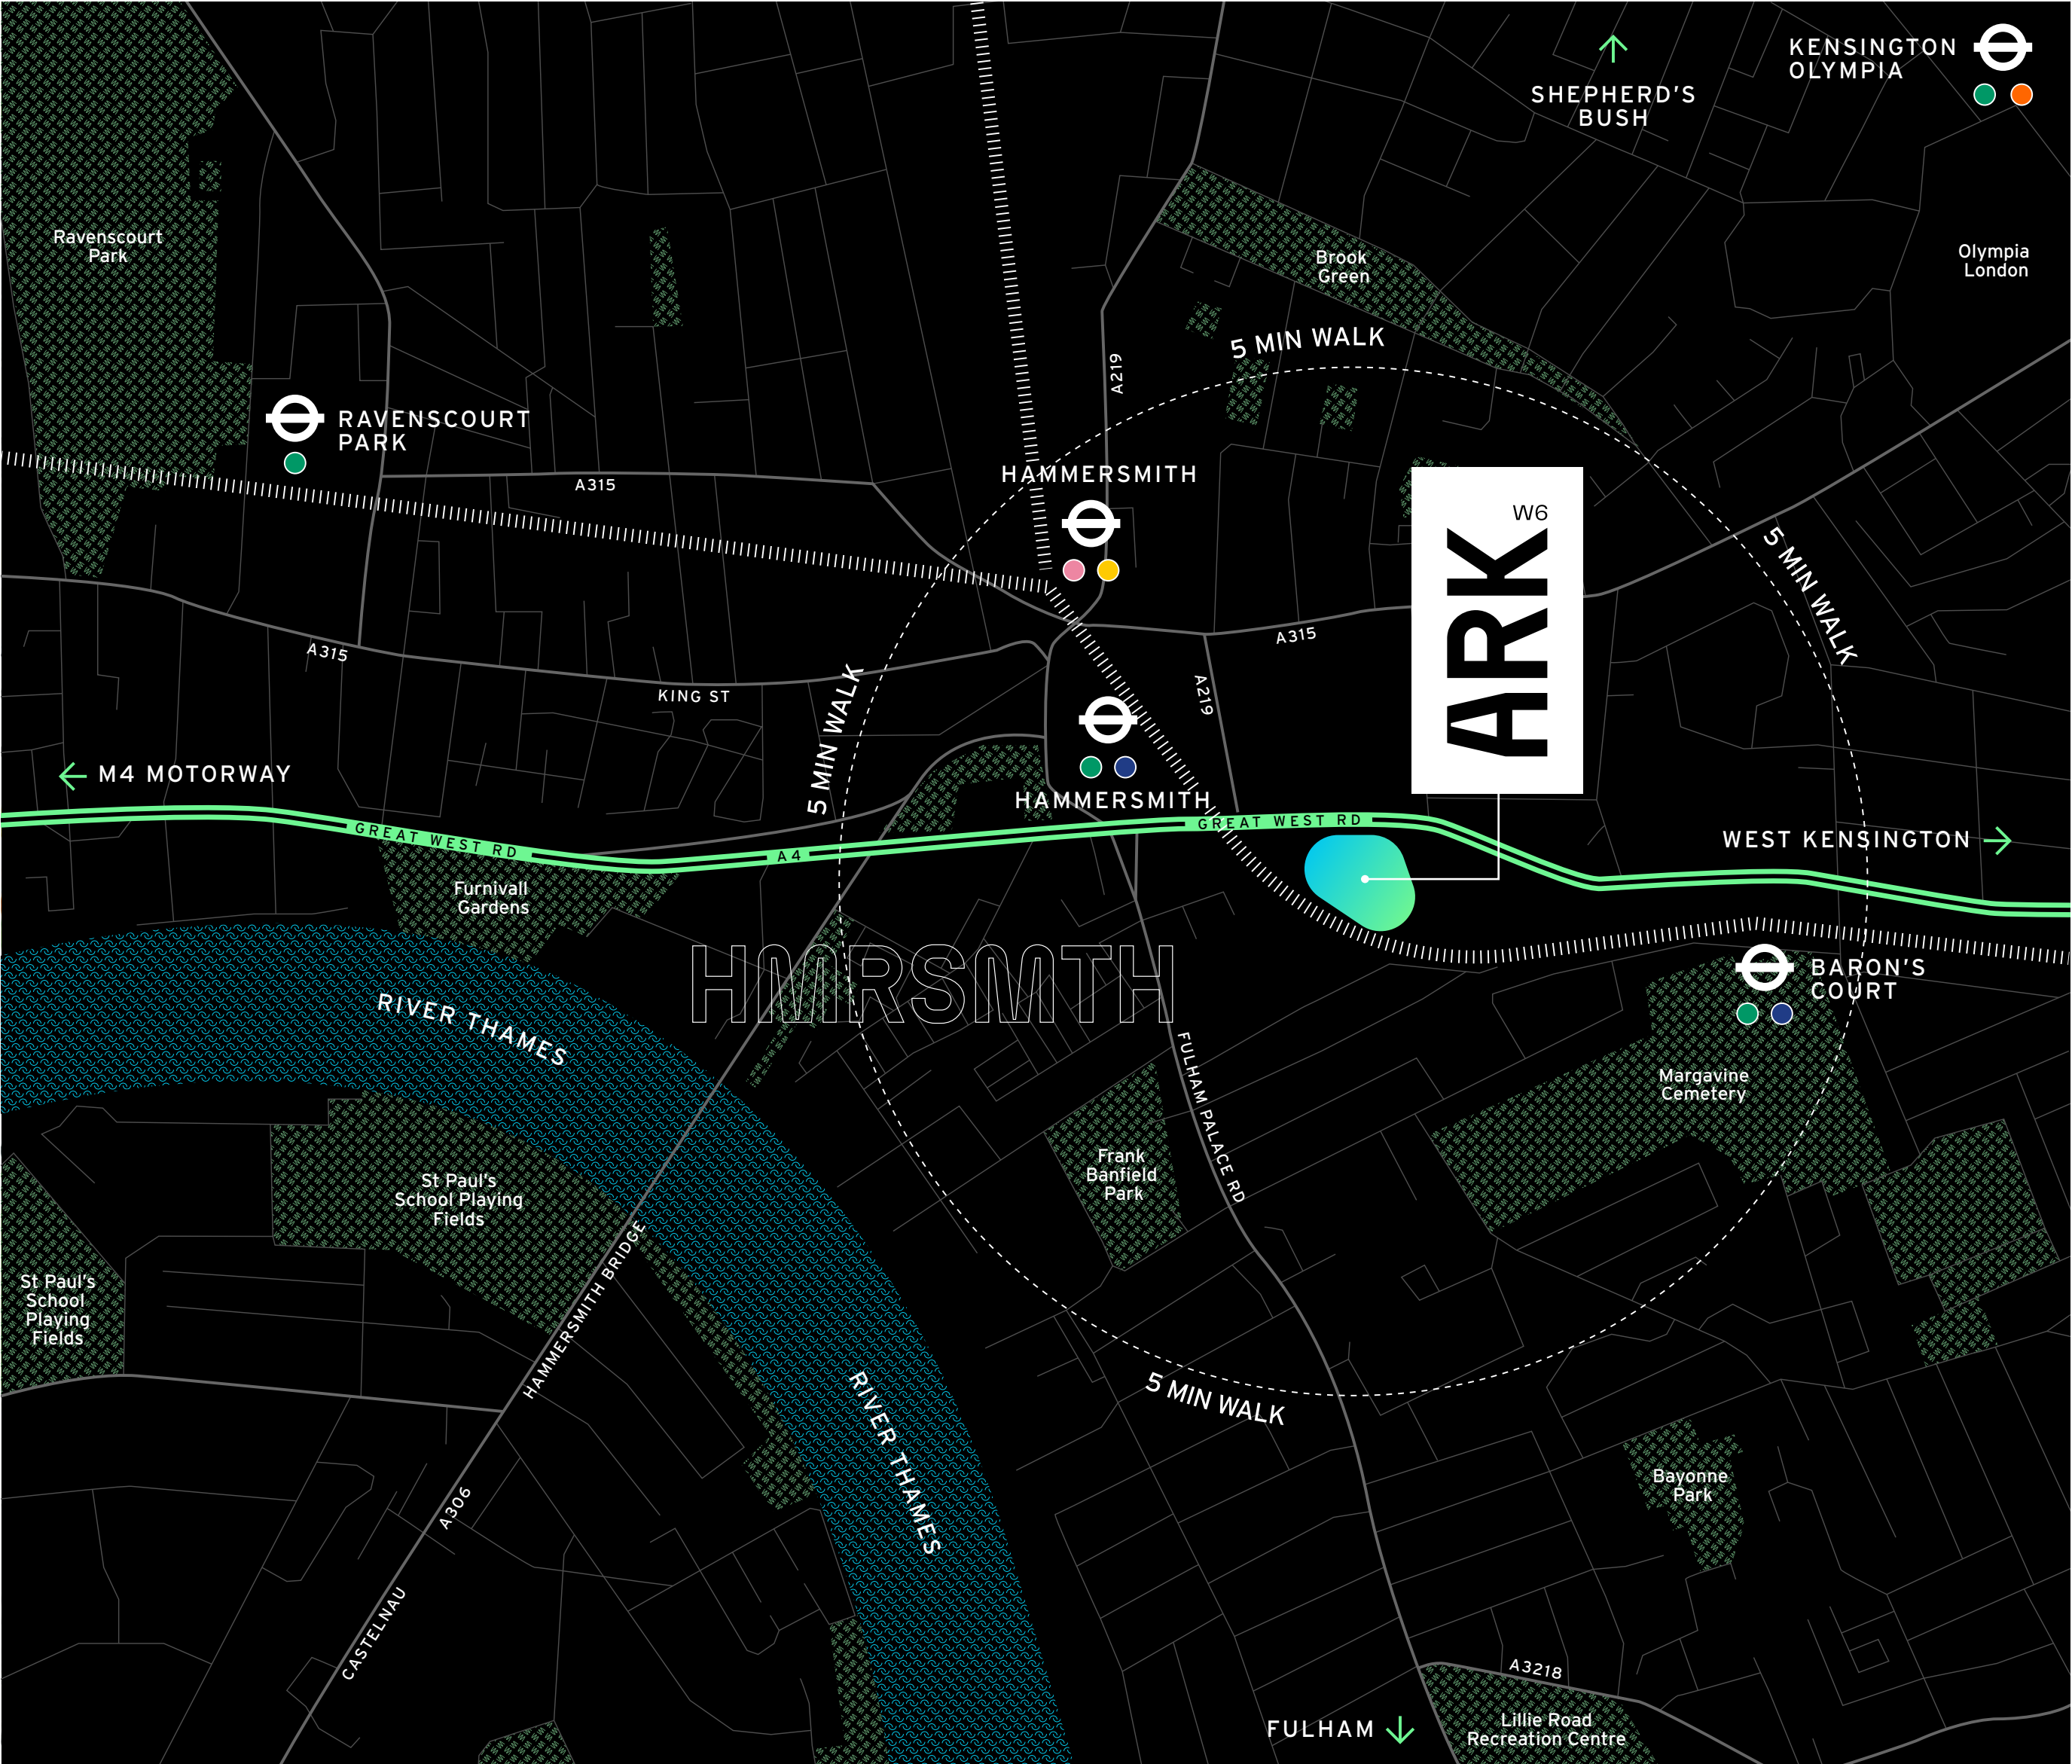 KENSINGTON
OLYMPIA
SHEPHERD'S
BUSH
Ravenscourt
Park
Brook
Green
Olympia
London
5 MIN WALK
A219
RAVENSCOURT
PARK
HAMMERSMITH
A315
W6
ARK
5 MIN WALK
A315
A315
KING ST
A219
5 MIN WALK
M4 MOTORWAY
HAMMERSMITH
GREAT WEST RD
GREAT WEST RD
A4
WEST KENSINGTON
Furnivall
Gardens
HMRSMTH
BARON'S
COURT
RIVER THAMES
FULHAM PALACE RD
Margavine
Cemetery
Frank
Banfield
Park
St Paul's
School Playing
Fields
HAMMERSMITH BRIDGE
St Paul's
School
Playing
Fields
5 MIN WALK
RIVER THAMES
Bayonne
Park
A306
CASTELNAU
A3218
FULHAM
Lillie Road
Recreation Centre